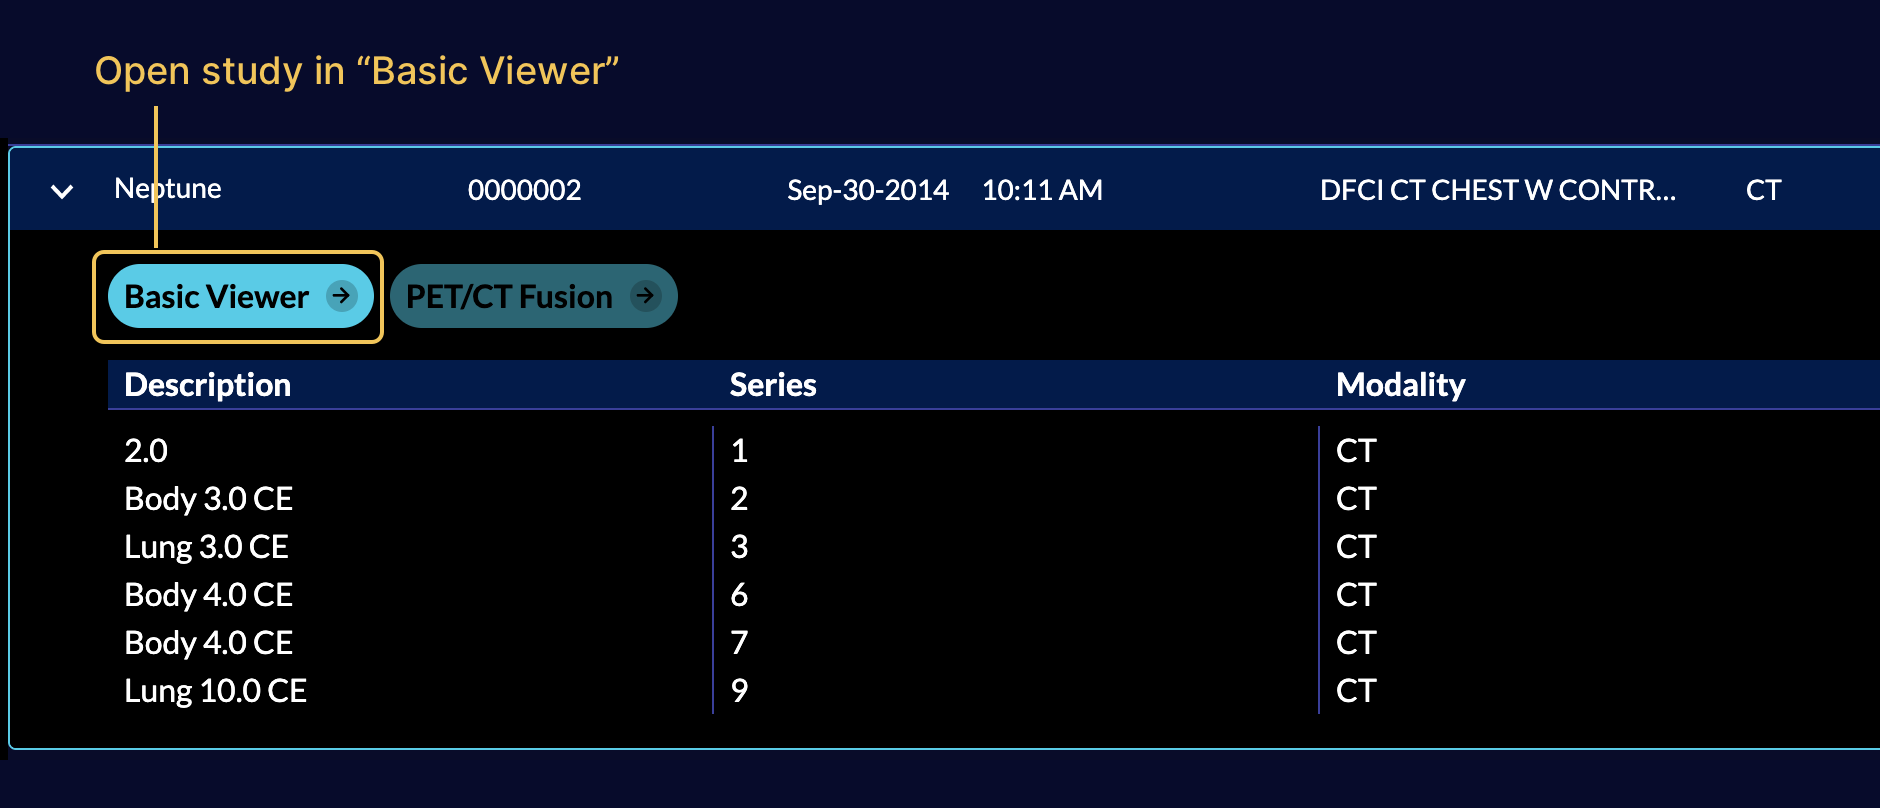 Open study in “Basic Viewer”
Neptune 0000002 Sep-30-2014 10:11 AM DFCI CT CHEST W CONTR... CT
Basic Viewer PET/CT Fusion
Description Series Modality
2.0 1 CT
Body 3.0 CE 2 CT
Lung 3.0 CE 3 CT
Body 4.0 CE 6 CT
Body 4.0 CE 7 CT
Lung 10.0 CE 9 CT